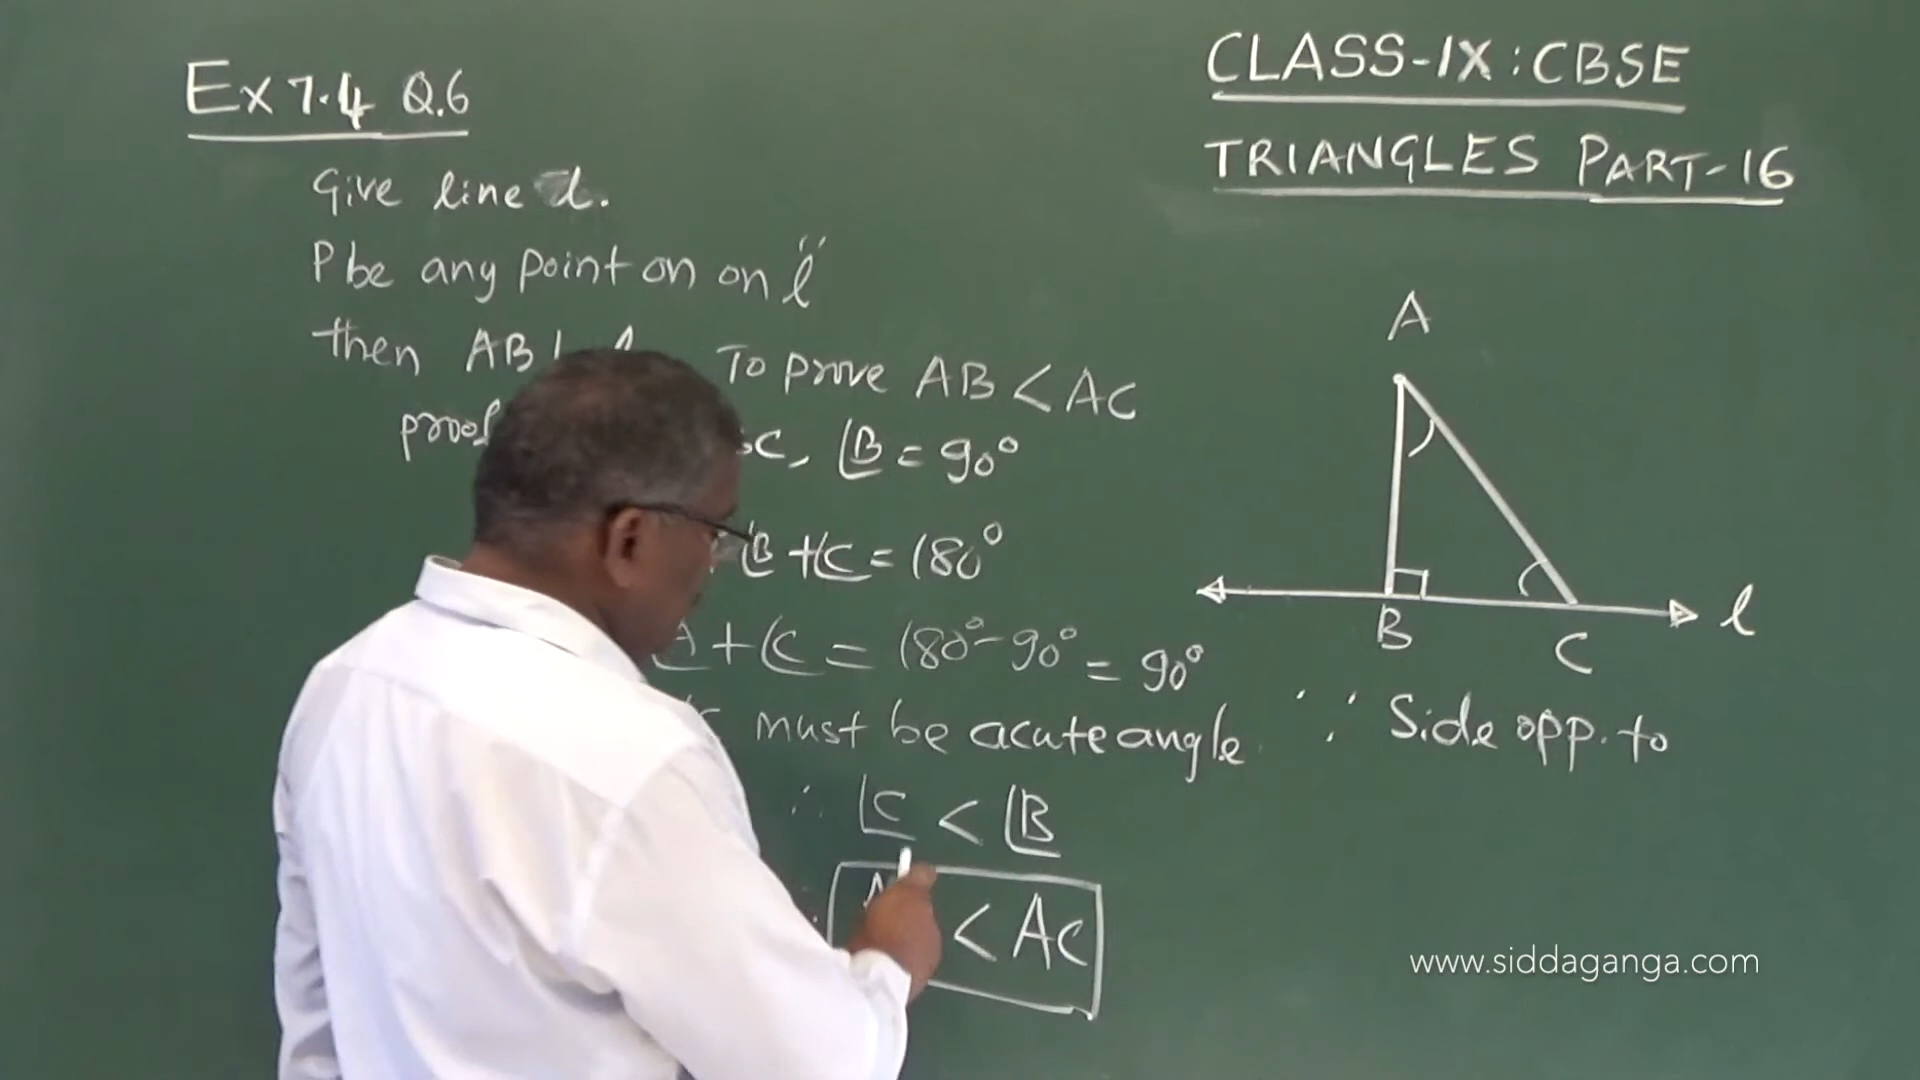 Ex 7.4 Q.6
CLASS-IX : CBSE
TRIANGLES PART-16
Give line l.
P be any point on on "l
then AB ⊥ To prove AB < AC
proof C, ∠B = 90°
∠B + ∠C = 180°
∠A + ∠C = 180° - 90° = 90°
must be acute angle
∵ Side opp. to
∴ ∠C < ∠B
∴ < AC
A
B
C
l
www.siddaganga.com